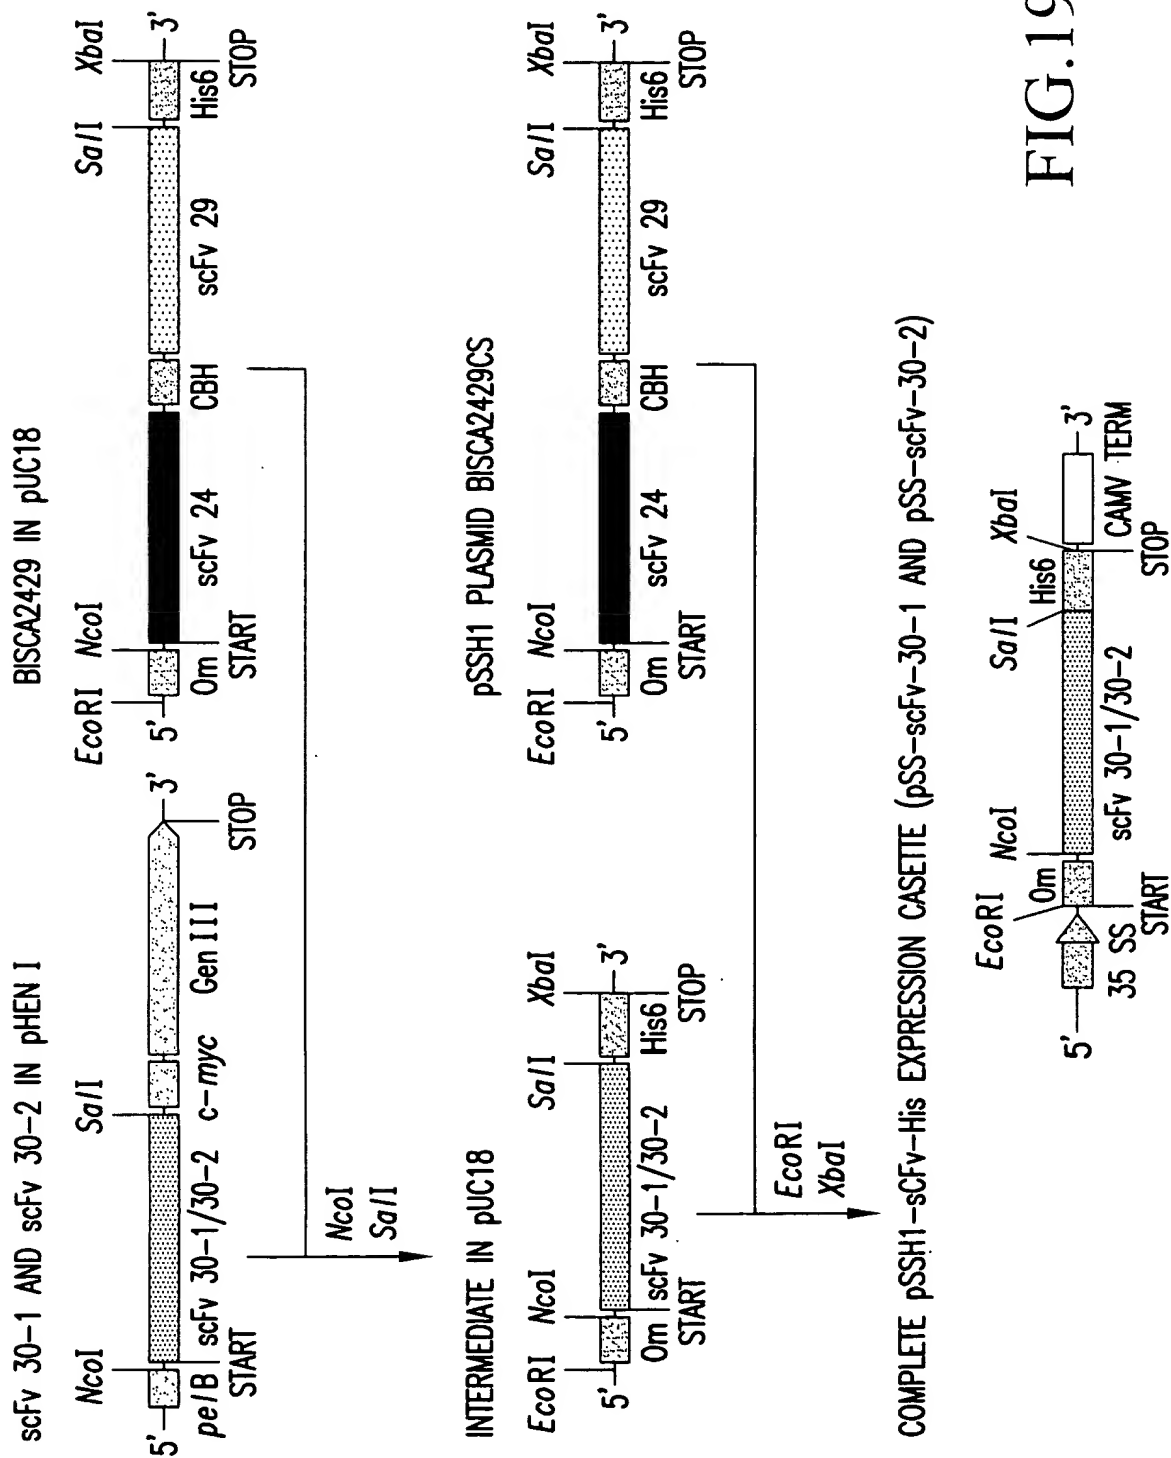 scFv 30-1 AND scFv 30-2 IN pHEN I
NcoI SalI
5' 3'
pelB scFv 30-1/30-2 c-myc Gen III
START STOP
BISCA2429 IN pUC18
EcoRI NcoI SalI XbaI
5' 3'
Om scFv 24 CBH scFv 29 His6
START STOP
NcoI
SalI
INTERMEDIATE IN pUC18
EcoRI NcoI SalI XbaI
5' 3'
Om scFv 30-1/30-2 His6
START STOP
pSSH1 PLASMID BISCA2429CS
EcoRI NcoI SalI XbaI
5' 3'
Om scFv 24 CBH scFv 29 His6
START STOP
EcoRI
XbaI
COMPLETE pSSH1-sCFv-His EXPRESSION CASETTE (pSS-scFv-30-1 AND pSS-scFv-30-2)
EcoRI NcoI SalI XbaI
Om His6
5' 3'
35 SS scFv 30-1/30-2 CAMV TERM
START STOP
FIG.19